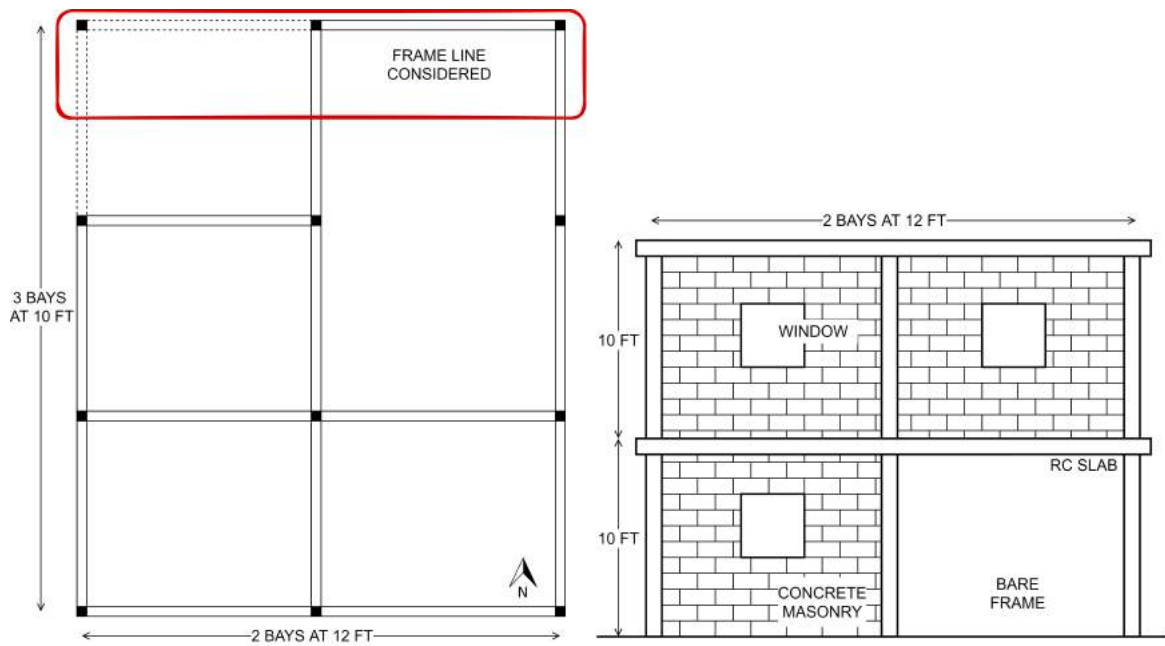 FRAME LINE
CONSIDERED
3 BAYS
AT 10 FT
N
2 BAYS AT 12 FT
2 BAYS AT 12 FT
10 FT
WINDOW
RC SLAB
10 FT
CONCRETE
MASONRY
BARE
FRAME